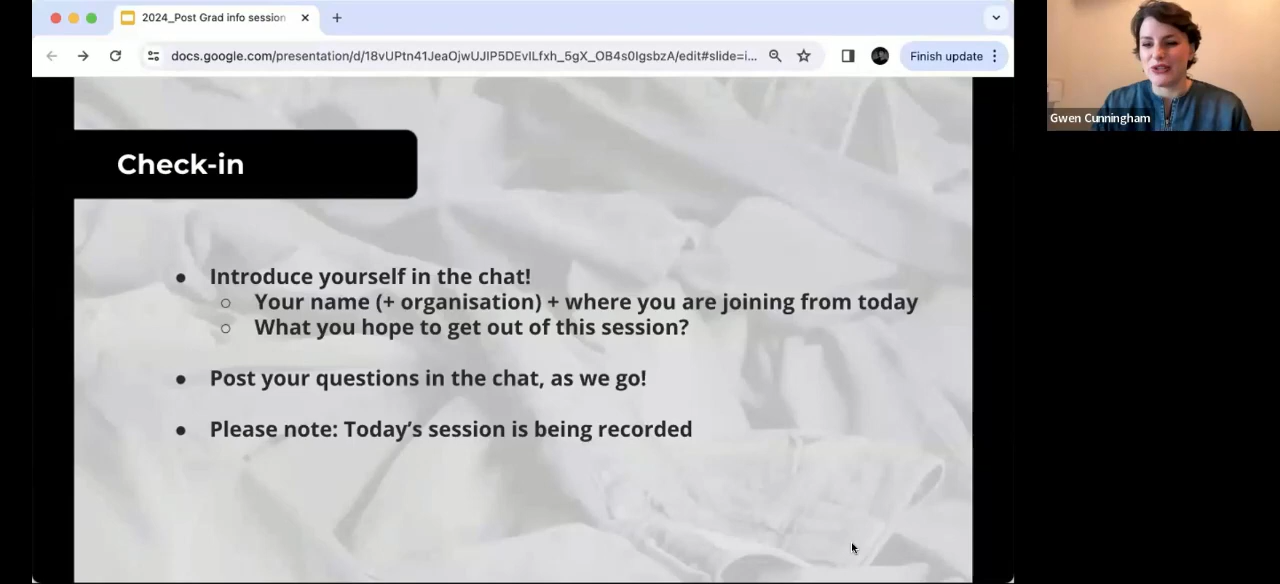 2024_Post Grad info session
docs.google.com/presentation/d/18vUPtn41JeaOjwUJIP5DEvILfxh_5gX_OB4s0IgsbzA/edit#slide=i...
Finish update
Gwen Cunningham
Check-in
Introduce yourself in the chat!
Your name (+ organisation) + where you are joining from today
What you hope to get out of this session?
Post your questions in the chat, as we go!
Please note: Today's session is being recorded